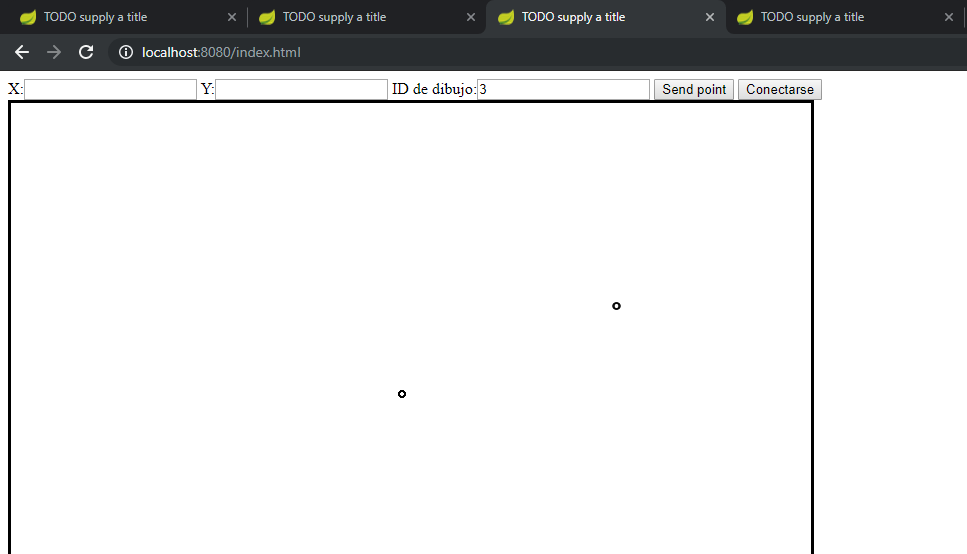 TODO supply a title TODO supply a title TODO supply a title TODO supply a title
localhost:8080/index.html
X: Y: ID de dibujo:3 Send point Conectarse